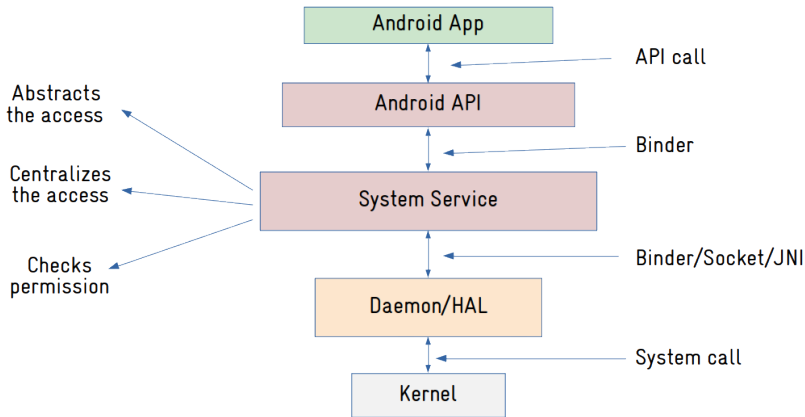 Android App
API call
Android API
Abstracts
the access
Binder
Centralizes
the access
System Service
Checks
permission
Binder/Socket/JNI
Daemon/HAL
System call
Kernel